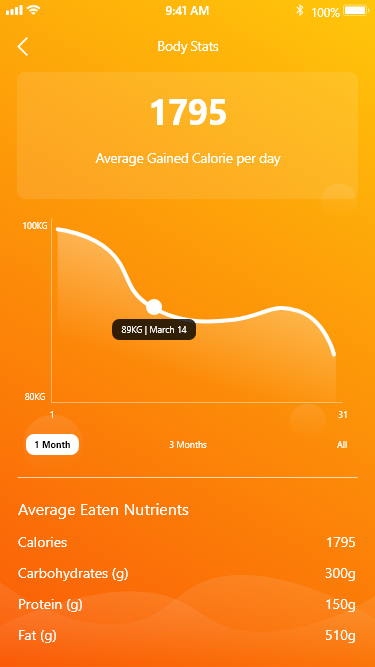 9:41 AM
100%
Body Stats
1795
Average Gained Calorie per day
100KG
89KG | March 14
80KG
1
31
1 Month
3 Months
All
Average Eaten Nutrients
Calories 1795
Carbohydrates (g) 300g
Protein (g) 150g
Fat (g) 510g